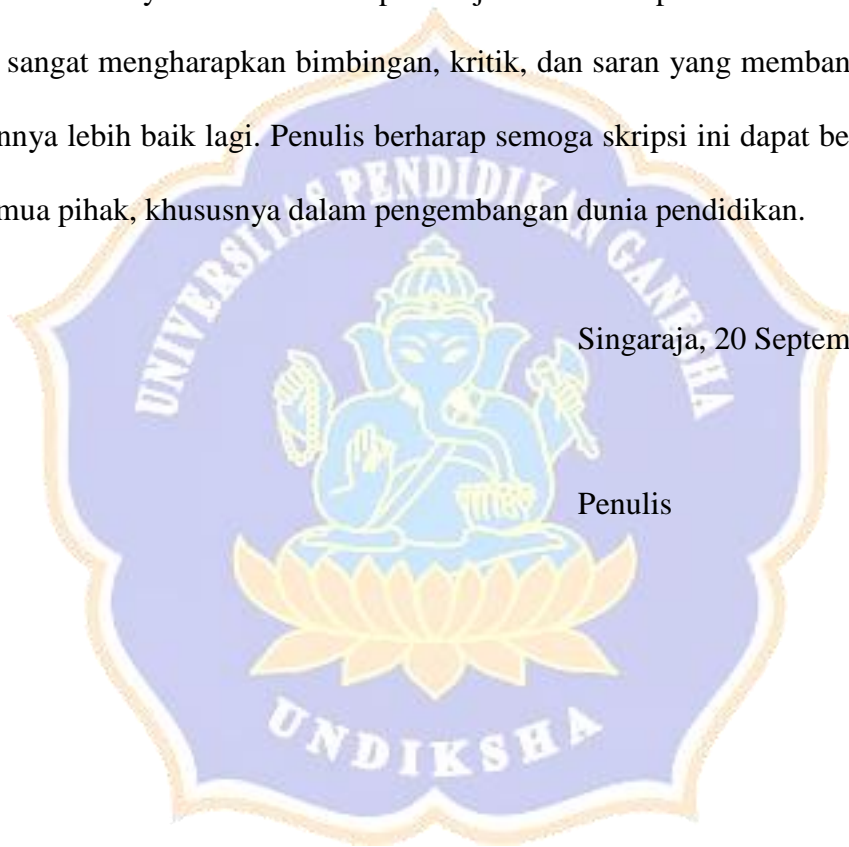 sangat mengharapkan bimbingan, kritik, dan saran yang memban
nnya lebih baik lagi. Penulis berharap semoga skripsi ini dapat be
mua pihak, khususnya dalam pengembangan dunia pendidikan.
UNIVERSITAS PENDIDIKAN GANESHA
Singaraja, 20 Septem
Penulis
UNDIKSHA